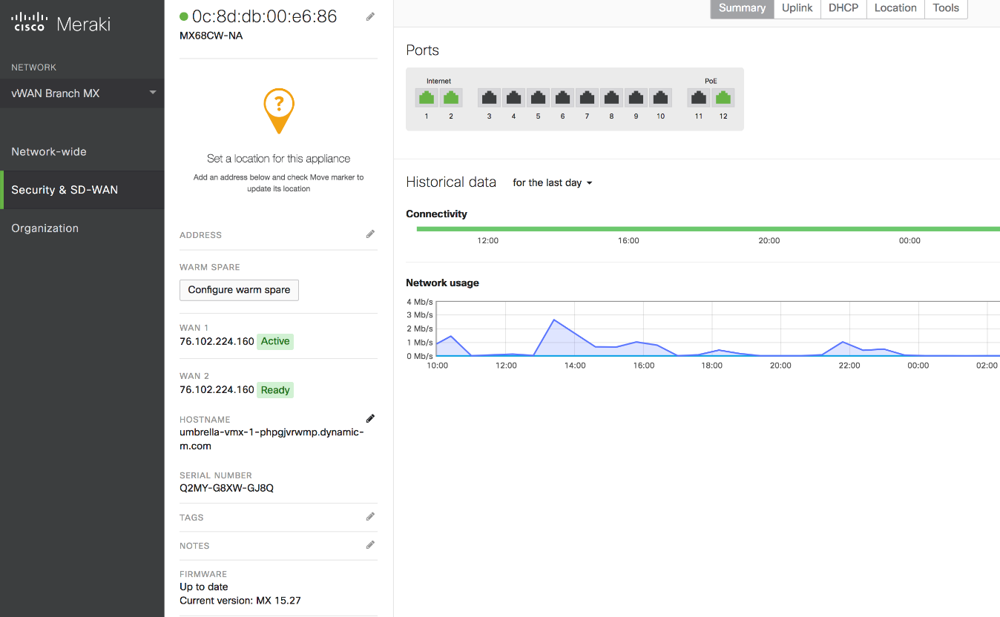 cisco Meraki
NETWORK
vWAN Branch MX
Network-wide
Security & SD-WAN
Organization
0c:8d:db:00:e6:86
MX68CW-NA
?
Set a location for this appliance
Add an address below and check Move marker to
update its location
ADDRESS
WARM SPARE
Configure warm spare
WAN 1
76.102.224.160 Active
WAN 2
76.102.224.160 Ready
HOSTNAME
umbrella-vmx-1-phpgjvrwmp.dynamic-
m.com
SERIAL NUMBER
Q2MY-G8XW-GJ8Q
TAGS
NOTES
FIRMWARE
Up to date
Current version: MX 15.27
Summary Uplink DHCP Location Tools
Ports
Internet PoE
1 2 3 4 5 6 7 8 9 10 11 12
Historical data for the last day
Connectivity
12:00 16:00 20:00 00:00
Network usage
4 Mb/s
3 Mb/s
2 Mb/s
1 Mb/s
0 Mb/s
10:00 12:00 14:00 16:00 18:00 20:00 22:00 00:00 02:00